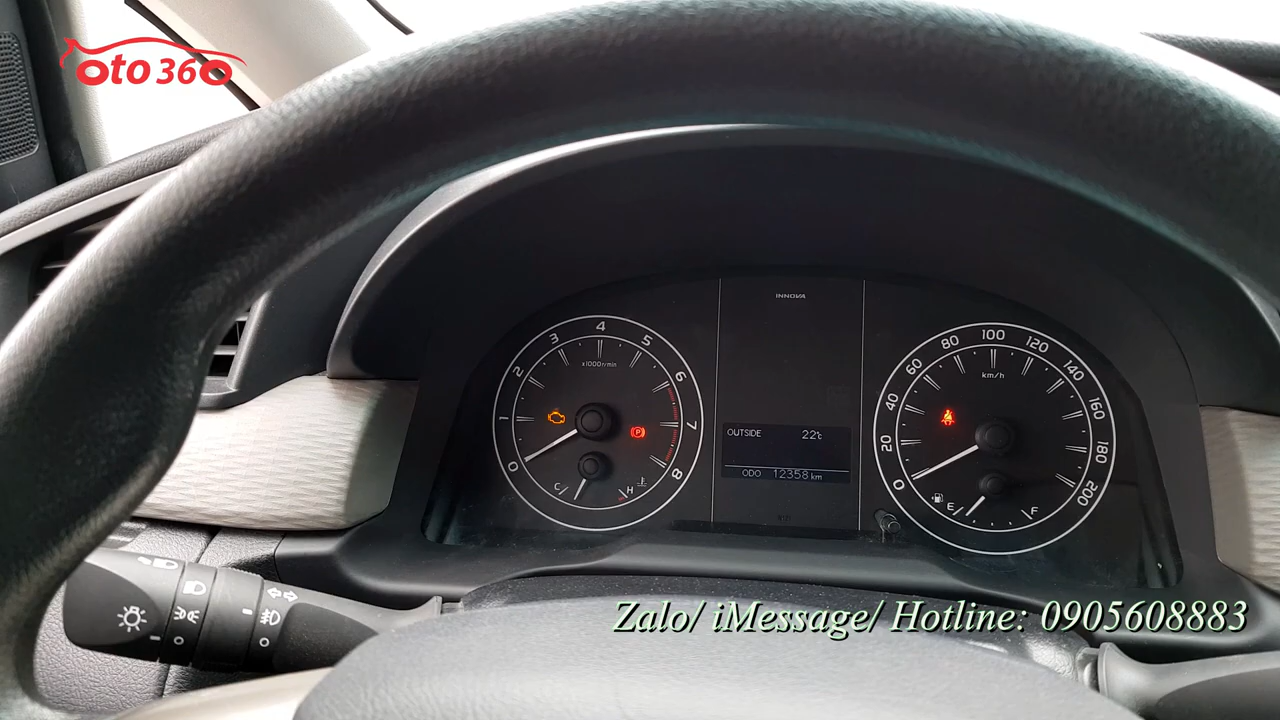 OTO 360
INNOVA
x1000r/min
0 1 2 3 4 5 6 7 8
C H
P
OUTSIDE 22℃
ODO 12358 km
km/h
0 20 40 60 80 100 120 140 160 180 200
E F
Zalo/ iMessage/ Hotline: 0905608883